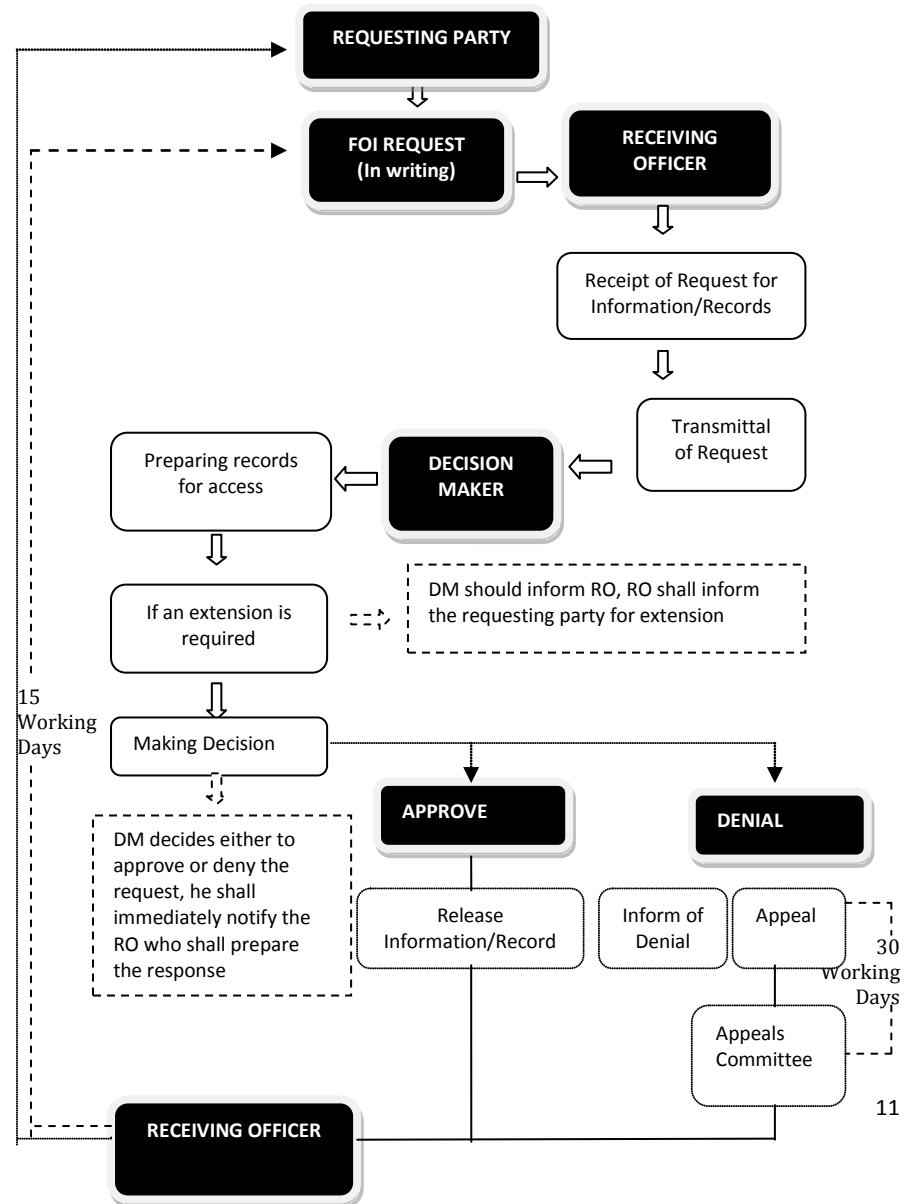 REQUESTING PARTY
FOI REQUEST
(In writing)
RECEIVING
OFFICER
Receipt of Request for
Information/Records
Transmittal
of Request
DECISION
MAKER
Preparing records
for access
If an extension is
required
DM should inform RO, RO shall inform
the requesting party for extension
15
Working
Days
Making Decision
DM decides either to
approve or deny the
request, he shall
immediately notify the
RO who shall prepare
the response
APPROVE
DENIAL
Release
Information/Record
Inform of
Denial
Appeal
30
Working
Days
Appeals
Committee
11
RECEIVING OFFICER